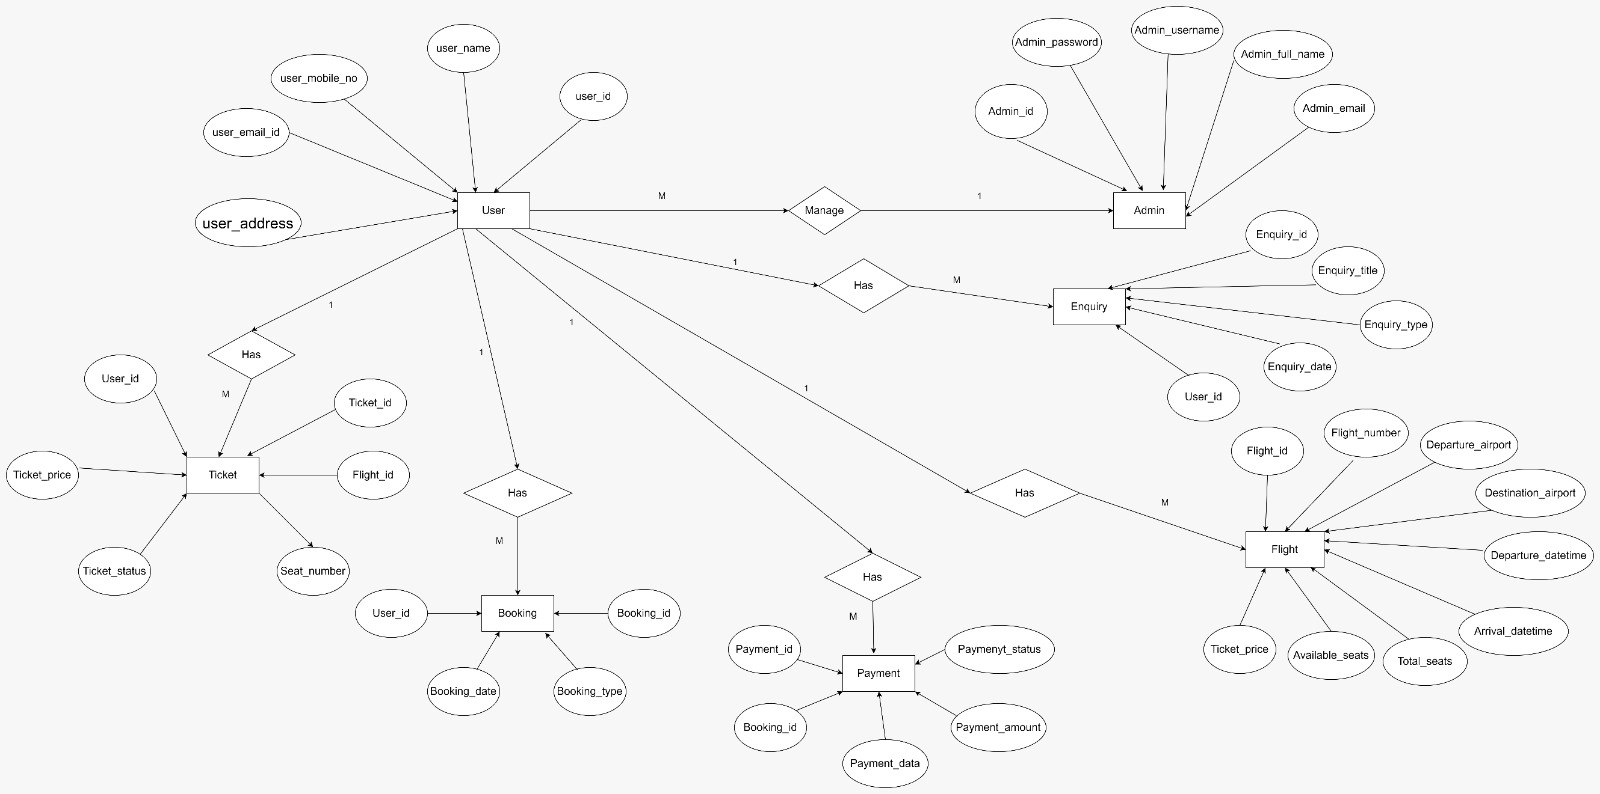 Admin_username
user_name
Admin_password
Admin_full_name
user_mobile_no
user_id
Admin_id
Admin_email
user_email_id
M
1
User
Manage
Admin
user_address
Enquiry_id
1
Enquiry_title
M
Has
1
Enquiry
1
Enquiry_type
1
Has
Enquiry_date
User_id
1
M
User_id
Ticket_id
Flight_number
Departure_airport
Flight_id
Ticket_price
Ticket
Flight_id
Has
Has
Destination_airport
M
M
Flight
Departure_datetime
Ticket_status
Seat_number
Has
User_id
Booking
Booking_id
M
Arrival_datetime
Payment_id
Paymenyt_status
Ticket_price
Available_seats
Total_seats
Payment
Booking_date
Booking_type
Booking_id
Payment_amount
Payment_data